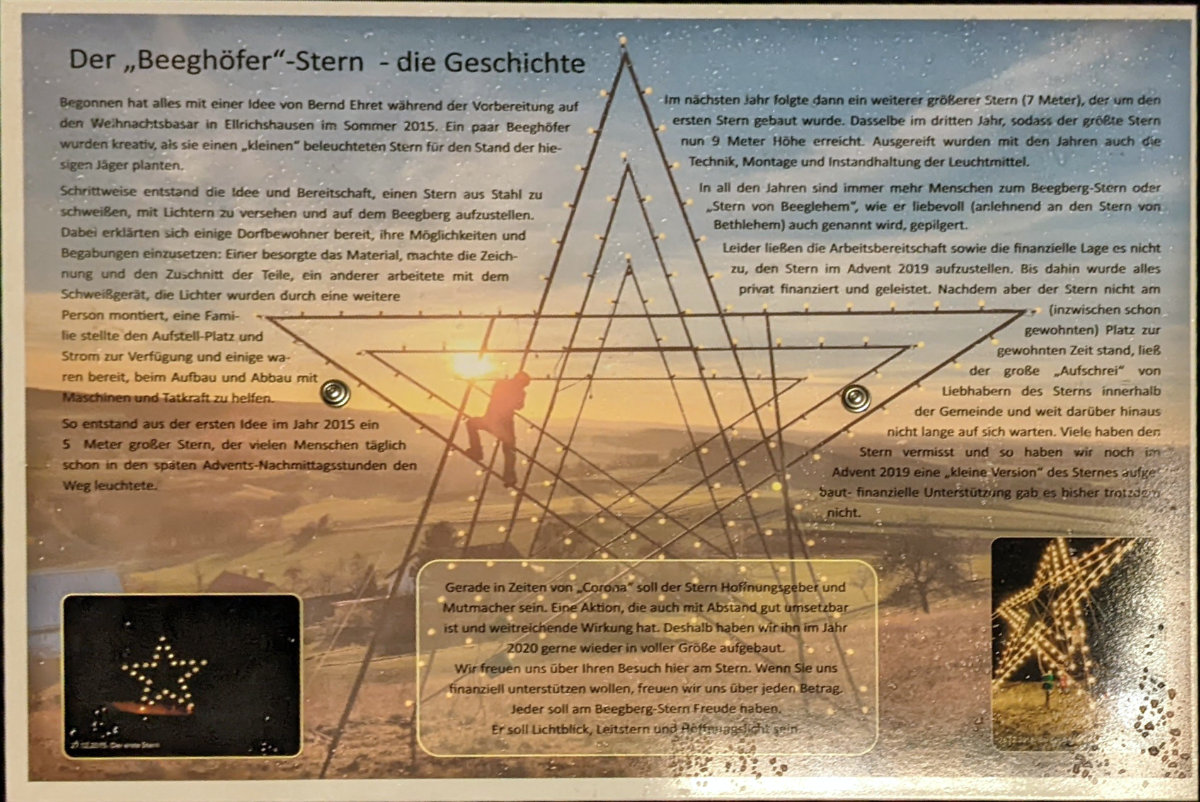 Der „Beeghöfer“-Stern - die Geschichte
Begonnen hat alles mit einer Idee von Bernd Ehret während der Vorbereitung auf
den Weihnachtsbasar in Ellrichshausen im Sommer 2015. Ein paar Beeghöfer
wurden kreativ, als sie einen „kleinen“ beleuchteten Stern für den Stand der hie-
sigen Jäger planten.
Schrittweise entstand die Idee und Bereitschaft, einen Stern aus Stahl zu
schweißen, mit Lichtern zu versehen und auf dem Beegberg aufzustellen.
Dabei erklärten sich einige Dorfbewohner bereit, ihre Möglichkeiten und
Begabungen einzusetzen: Einer besorgte das Material, machte die Zeich-
nung und den Zuschnitt der Teile, ein anderer arbeitete mit dem
Schweißgerät, die Lichter wurden durch eine weitere
Person montiert, eine Fami-
lie stellte den Aufstell-Platz und
Strom zur Verfügung und einige wa-
ren bereit, beim Aufbau und Abbau mit
Maschinen und Tatkraft zu helfen.
So entstand aus der ersten Idee im Jahr 2015 ein
5 Meter großer Stern, der vielen Menschen täglich
schon in den späten Advents-Nachmittagsstunden den
Weg leuchtete.
Im nächsten Jahr folgte dann ein weiterer größerer Stern (7 Meter), der um den
ersten Stern gebaut wurde. Dasselbe im dritten Jahr, sodass der größte Stern
nun 9 Meter Höhe erreicht. Ausgereift wurden mit den Jahren auch die
Technik, Montage und Instandhaltung der Leuchtmittel.
In all den Jahren sind immer mehr Menschen zum Beegberg-Stern oder
„Stern von Beeglehem“, wie er liebevoll (anlehnend an den Stern von
Bethlehem) auch genannt wird, gepilgert.
Leider ließen die Arbeitsbereitschaft sowie die finanzielle Lage es nicht
zu, den Stern im Advent 2019 aufzustellen. Bis dahin wurde alles
privat finanziert und geleistet. Nachdem aber der Stern nicht am
(inzwischen schon
gewohnten) Platz zur
gewohnten Zeit stand, ließ
der große „Aufschrei“ von
Liebhabern des Sterns innerhalb
der Gemeinde und weit darüber hinaus
nicht lange auf sich warten. Viele haben den
Stern vermisst und so haben wir noch im
Advent 2019 eine „kleine Version“ des Sternes aufge-
baut- finanzielle Unterstützung gab es bisher trotzdem
nicht.
Gerade in Zeiten von „Corona“ soll der Stern Hoffnungsgeber und
Mutmacher sein. Eine Aktion, die auch mit Abstand gut umsetzbar
ist und weitreichende Wirkung hat. Deshalb haben wir ihn im Jahr
2020 gerne wieder in voller Größe aufgebaut.
Wir freuen uns über Ihren Besuch hier am Stern. Wenn Sie uns
finanziell unterstützen wollen, freuen wir uns über jeden Betrag.
Jeder soll am Beegberg-Stern Freude haben.
Er soll Lichtblick, Leitstern und Hoffnungslicht sein.
Der erste Stern